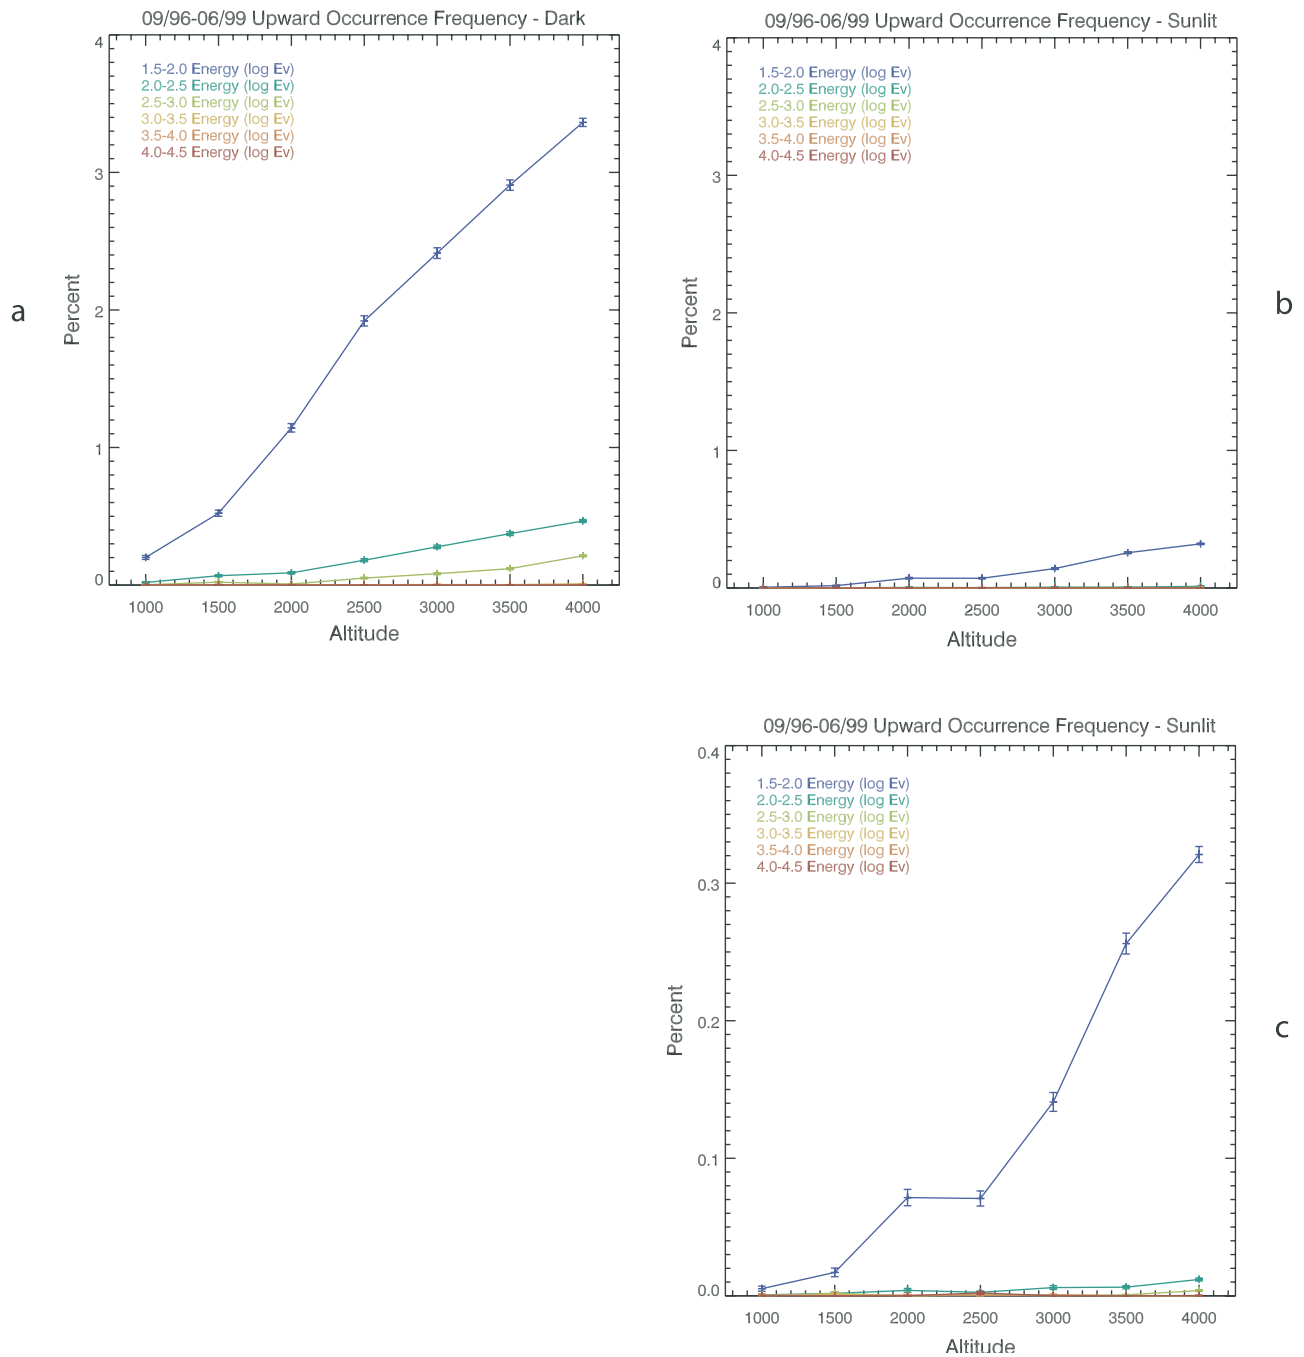 09/96-06/99 Upward Occurrence Frequency - Dark
4
1.5-2.0 Energy (log Ev)
2.0-2.5 Energy (log Ev)
2.5-3.0 Energy (log Ev)
3.0-3.5 Energy (log Ev)
3.5-4.0 Energy (log Ev)
4.0-4.5 Energy (log Ev)
3
2
1
0
Percent
a
1000 1500 2000 2500 3000 3500 4000
Altitude
09/96-06/99 Upward Occurrence Frequency - Sunlit
4
1.5-2.0 Energy (log Ev)
2.0-2.5 Energy (log Ev)
2.5-3.0 Energy (log Ev)
3.0-3.5 Energy (log Ev)
3.5-4.0 Energy (log Ev)
4.0-4.5 Energy (log Ev)
3
2
1
0
Percent
b
1000 1500 2000 2500 3000 3500 4000
Altitude
09/96-06/99 Upward Occurrence Frequency - Sunlit
0.4
1.5-2.0 Energy (log Ev)
2.0-2.5 Energy (log Ev)
2.5-3.0 Energy (log Ev)
3.0-3.5 Energy (log Ev)
3.5-4.0 Energy (log Ev)
4.0-4.5 Energy (log Ev)
0.3
0.2
0.1
0.0
Percent
c
1000 1500 2000 2500 3000 3500 4000
Altitude